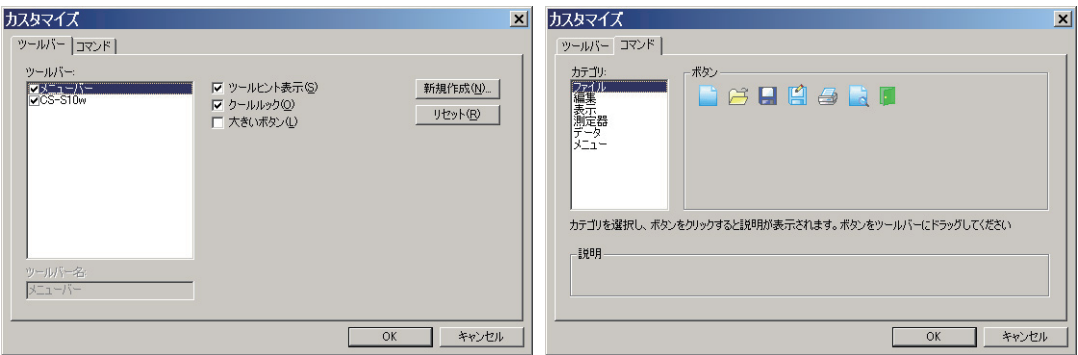 カスタマイズ
ツールバー コマンド
ツールバー:
メニューバー
CS-S10w
ツールヒント表示(S)
クールルック(O)
大きいボタン(L)
新規作成(N)...
リセット(R)
ツールバー名:
メニューバー
OK キャンセル
カスタマイズ
ツールバー コマンド
カテゴリ:
ファイル
編集
表示
測定器
データ
メニュー
ボタン
カテゴリを選択し、ボタンをクリックすると説明が表示されます。ボタンをツールバーにドラッグしてください
説明
OK キャンセル